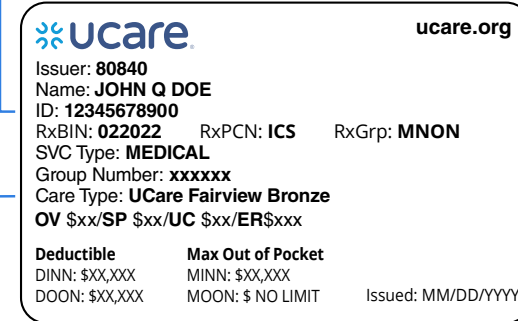 ucare. ucare.org
Issuer: 80840
Name: JOHN Q DOE
ID: 12345678900
RxBIN: 022022 RxPCN: ICS RxGrp: MNON
SVC Type: MEDICAL
Group Number: xxxxxx
Care Type: UCare Fairview Bronze
OV $xx/SP $xx/UC $xx/ER$xxx
Deductible Max Out of Pocket
DINN: $XX,XXX MINN: $XX,XXX
DOON: $XX,XXX MOON: $ NO LIMIT Issued: MM/DD/YYYY